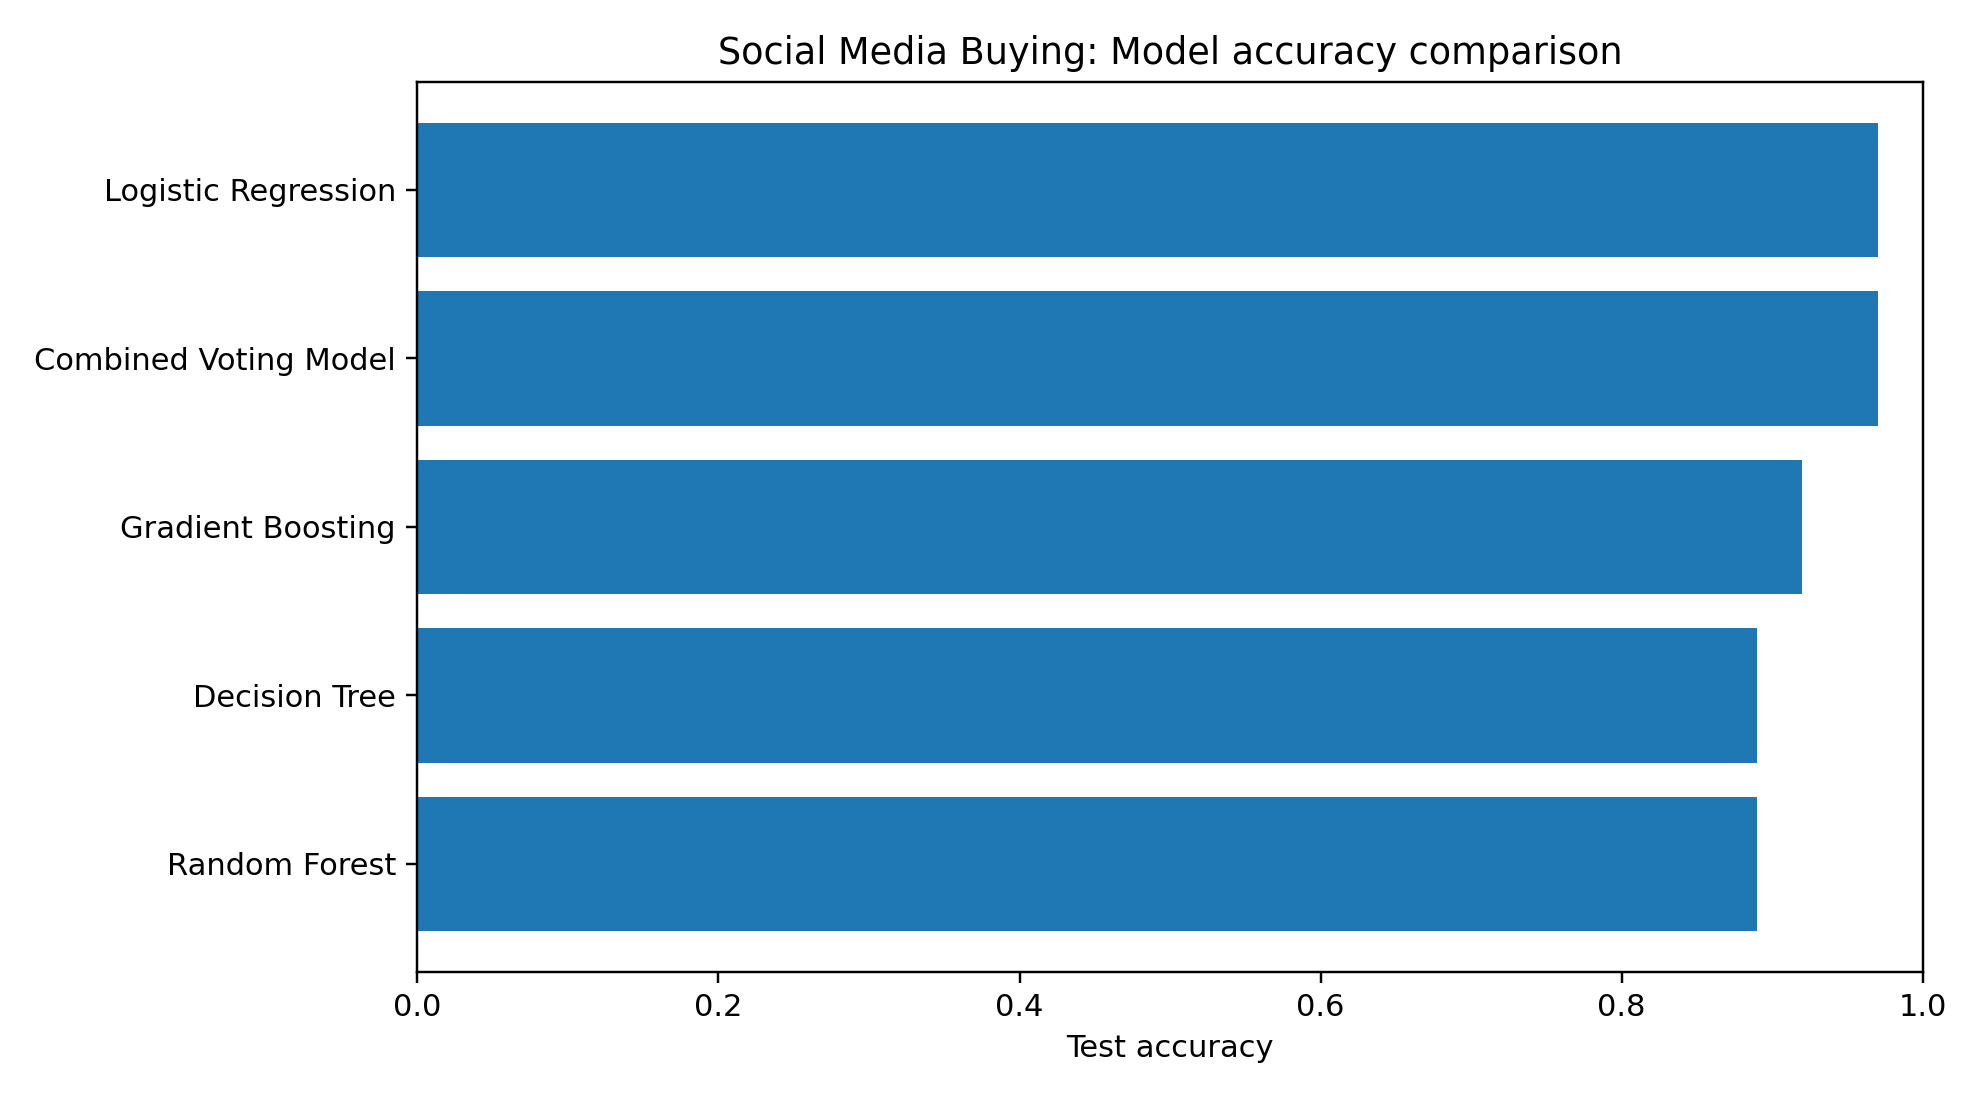 Social Media Buying: Model accuracy comparison
Logistic Regression
Combined Voting Model
Gradient Boosting
Decision Tree
Random Forest
0.0 0.2 0.4 0.6 0.8 1.0
Test accuracy